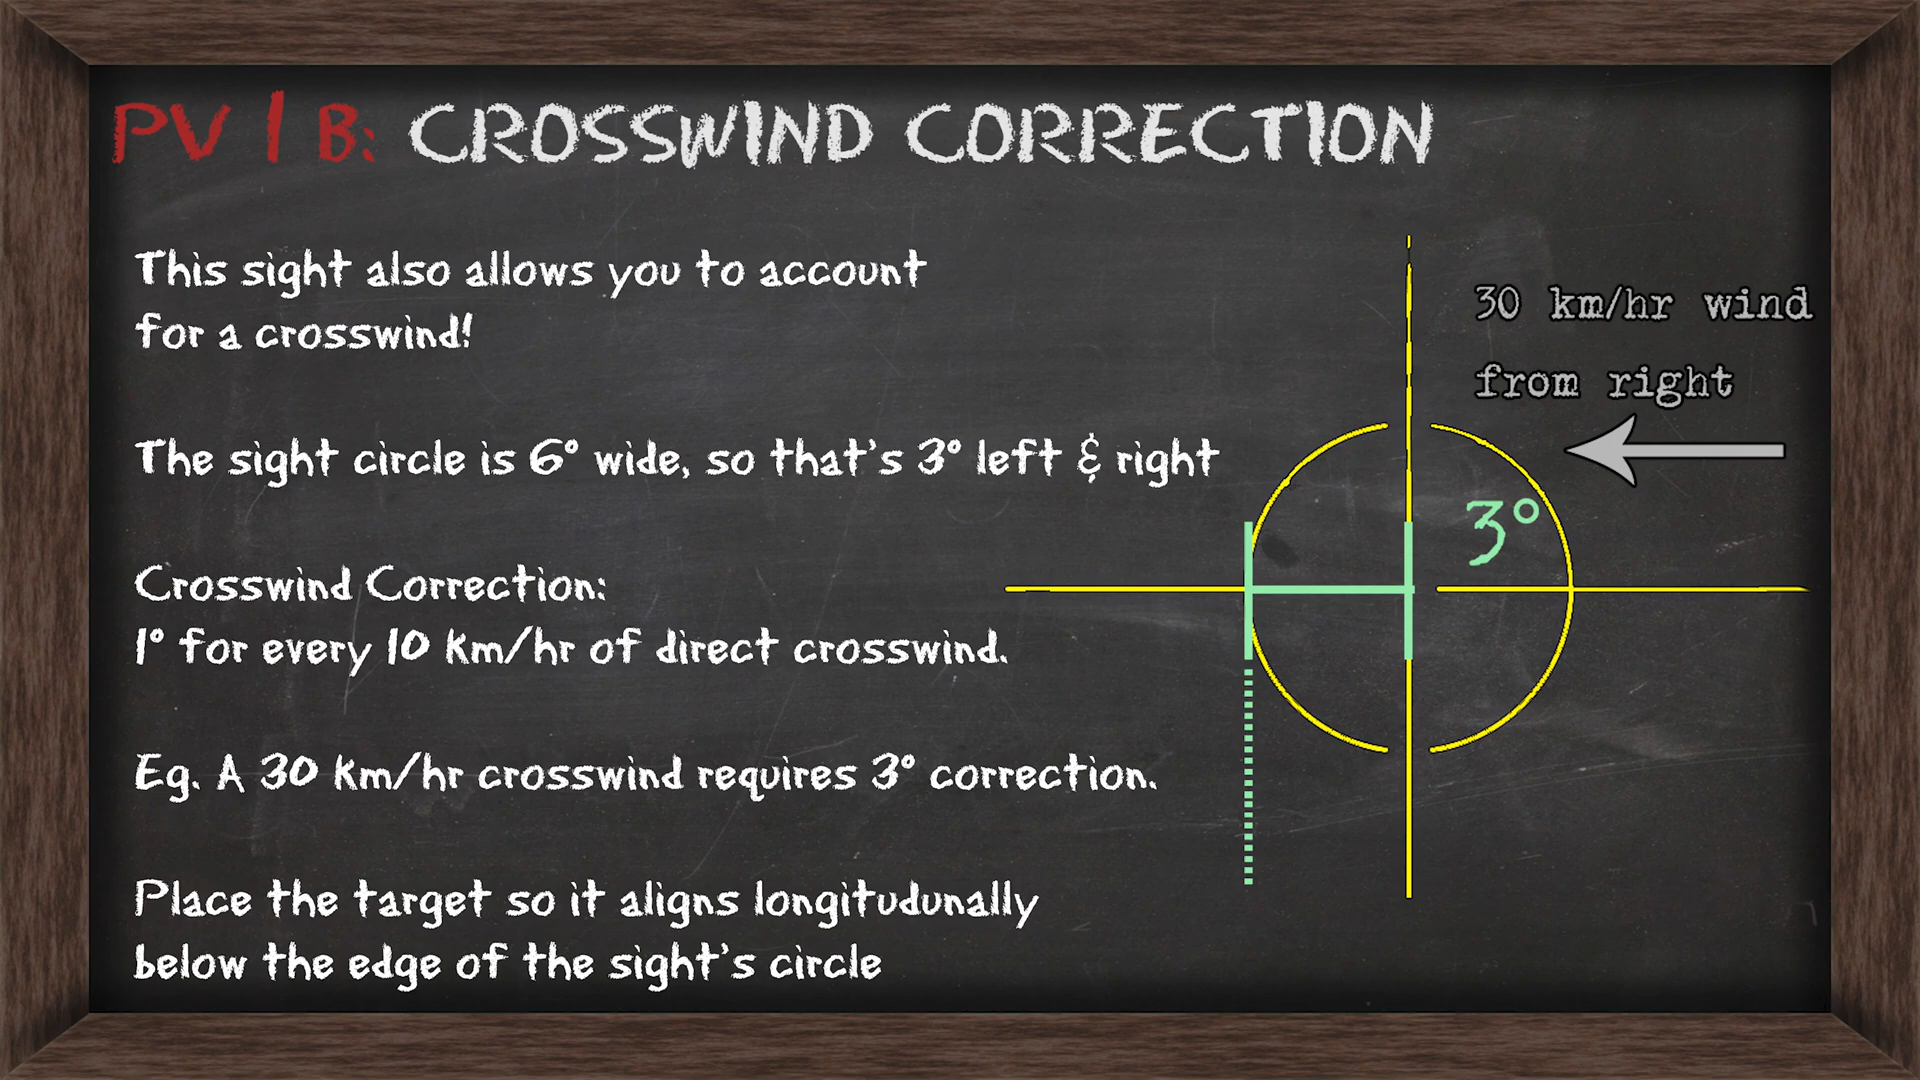 PV 1 B: CROSSWIND CORRECTION
This sight also allows you to account
for a crosswind!
30 km/hr wind
from right
The sight circle is 6° wide, so that's 3° left & right
3°
Crosswind Correction:
1° for every 10 Km/hr of direct crosswind.
Eg. A 30 Km/hr crosswind requires 3° correction.
Place the target so it aligns longitudunally
below the edge of the sight's circle